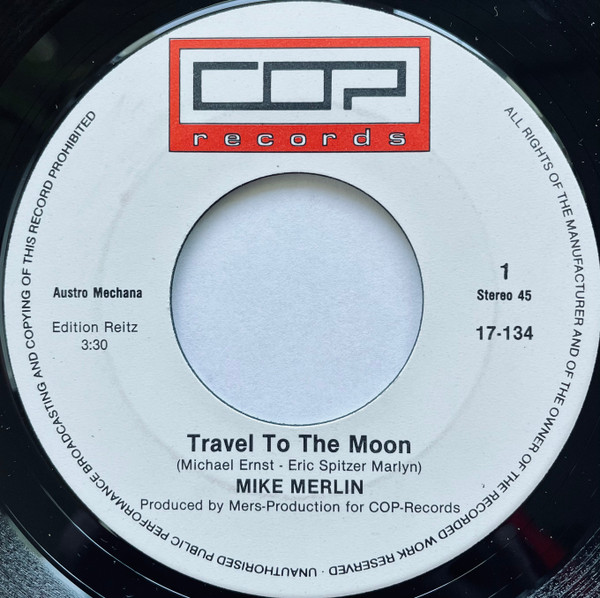 COP
records
ALL RIGHTS OF THE MANUFACTURER AND OF THE OWNER OF THE RECORDED WORK RESERVED · UNAUTHORISED PUBLIC PERFORMANCE BROADCASTING AND COPYING OF THIS RECORD PROHIBITED
1
Austro Mechana
Stereo 45
Edition Reitz
17-134
3:30
Travel To The Moon
(Michael Ernst - Eric Spitzer Marlyn)
MIKE MERLIN
Produced by Mers-Production for COP-Records